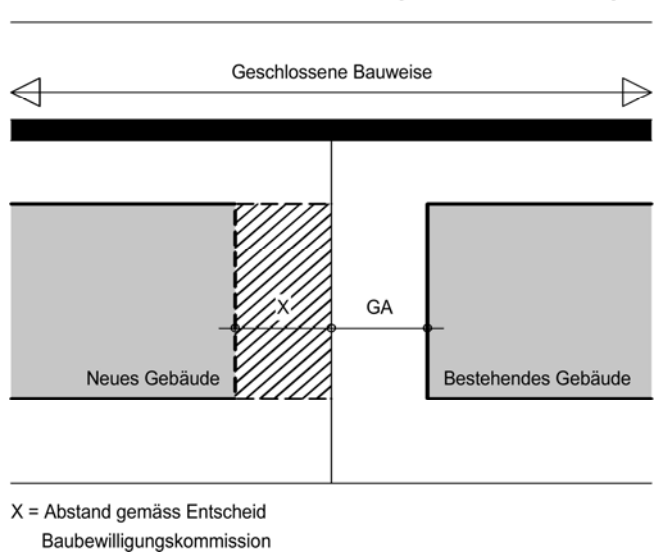 Geschlossene Bauweise
X
GA
Neues Gebäude
Bestehendes Gebäude
X = Abstand gemäss Entscheid
Baubewilligungskommission